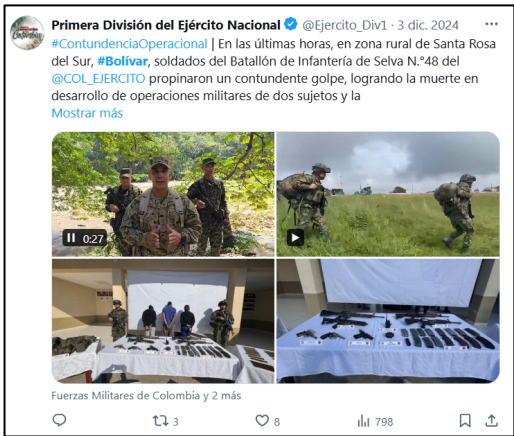 Primera División del Ejército Nacional @Ejercito_Div1 · 3 dic. 2024 ···
#ContundenciaOperacional | En las últimas horas, en zona rural de Santa Rosa
del Sur, #Bolívar, soldados del Batallón de Infantería de Selva N.°48 del
@COL_EJERCITO propinaron un contundente golpe, logrando la muerte en
desarrollo de operaciones militares de dos sujetos y la
Mostrar más
0:27
Fuerzas Militares de Colombia y 2 más
3 8 798